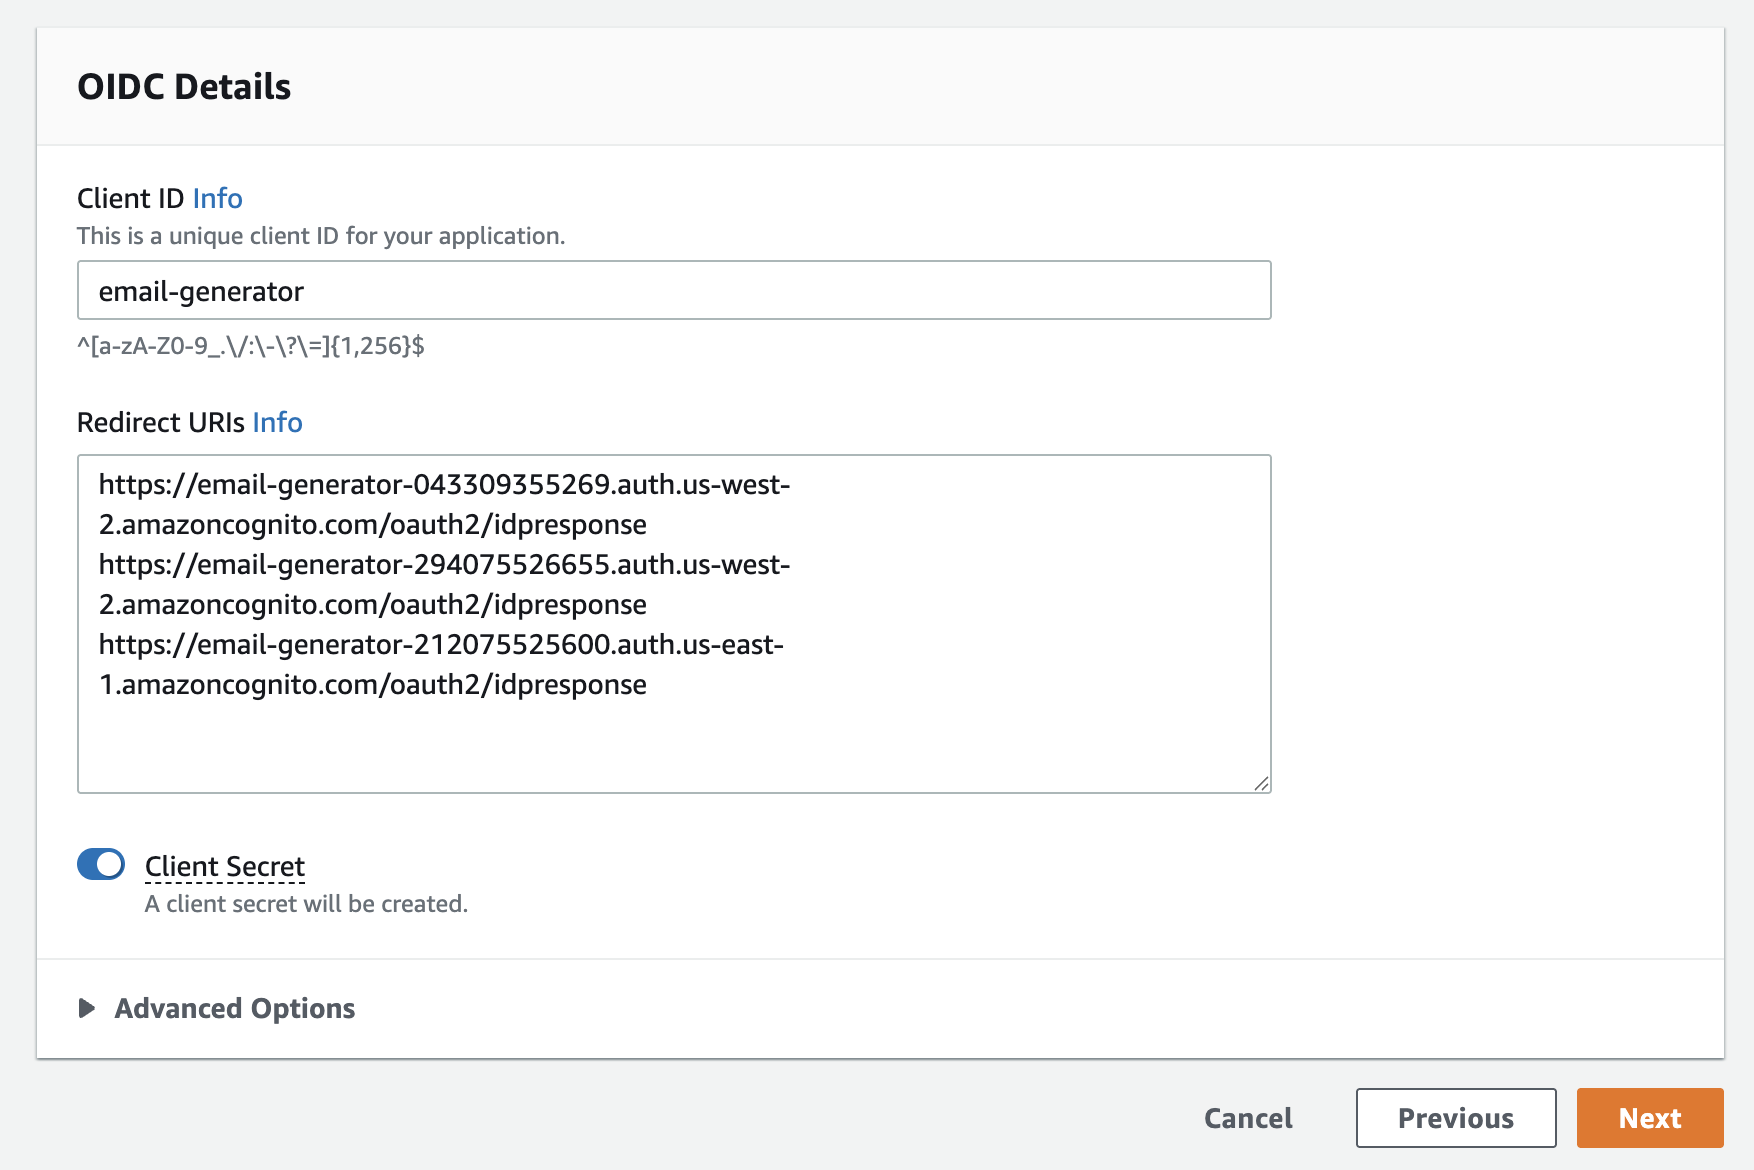 OIDC Details
Client ID Info
This is a unique client ID for your application.
email-generator
^[a-zA-Z0-9_.\/:\-\?\=]{1,256}$
Redirect URIs Info
https://email-generator-043309355269.auth.us-west-
2.amazoncognito.com/oauth2/idpresponse
https://email-generator-294075526655.auth.us-west-
2.amazoncognito.com/oauth2/idpresponse
https://email-generator-212075525600.auth.us-east-
1.amazoncognito.com/oauth2/idpresponse
Client Secret
A client secret will be created.
Advanced Options
Cancel Previous Next